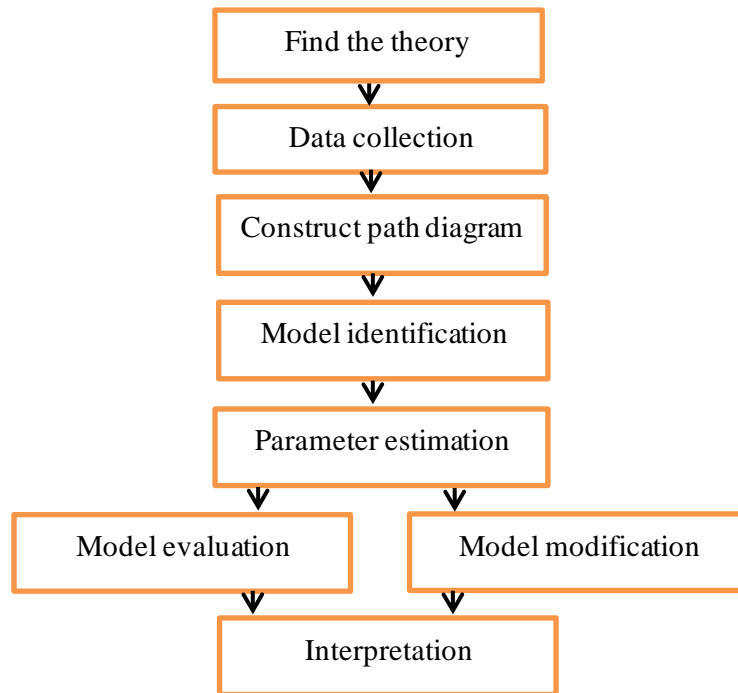 Find the theory
Data collection
Construct path diagram
Model identification
Parameter estimation
Model evaluation
Model modification
Interpretation